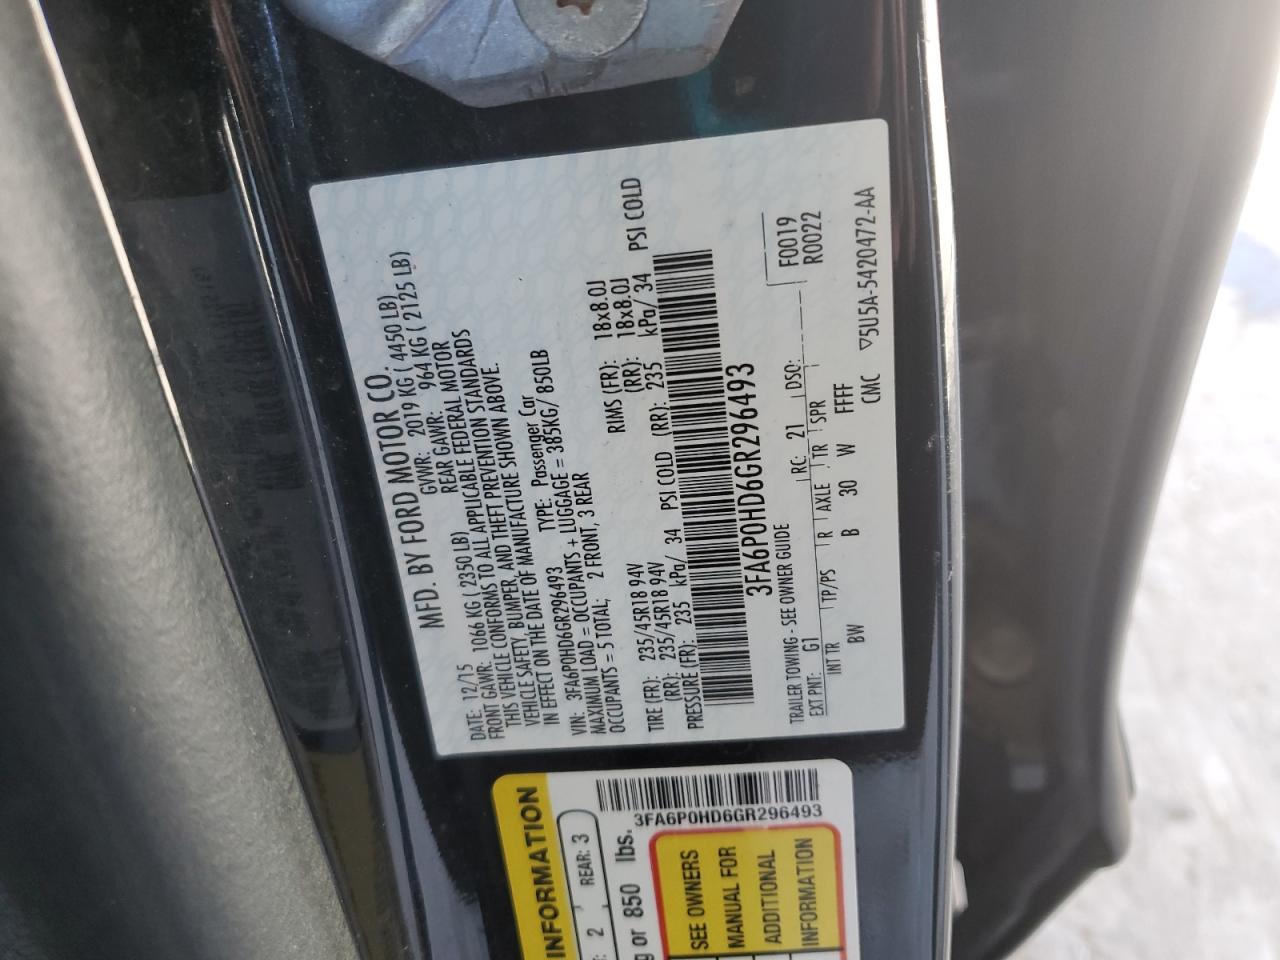 MFD. BY FORD MOTOR CO.
DATE: 12/15 GVWR: 2019 KG ( 4450 LB)
FRONT GAWR: 1066 KG ( 2350 LB) REAR GAWR: 964 KG ( 2125 LB)
THIS VEHICLE CONFORMS TO ALL APPLICABLE FEDERAL MOTOR
VEHICLE SAFETY, BUMPER, AND THEFT PREVENTION STANDARDS
IN EFFECT ON THE DATE OF MANUFACTURE SHOWN ABOVE.
VIN: 3FA6P0HD6GR296493 TYPE: Passenger Car
MAXIMUM LOAD = OCCUPANTS + LUGGAGE = 385KG/ 850LB
OCCUPANTS = 5 TOTAL; 2 FRONT, 3 REAR
TIRE (FR): 235/45R18 94V RIMS (FR): 18x8.0J
(RR): 235/45R18 94V (RR): 18x8.0J
PRESSURE (FR): 235 kPa/ 34 PSI COLD (RR): 235 kPa/ 34 PSI COLD
3FA6P0HD6GR296493
TRAILER TOWING - SEE OWNER GUIDE
F0019
EXT PNT: G1 RC: 21 DSO: R0022
INT TR TP/PS R AXLE TR SPR
BW B 30 W FFFF
CMC ▽5U5A-5420472-AA
INFORMATION
2 REAR: 3
or 850 lbs.
3FA6P0HD6GR296493
SEE OWNERS
MANUAL FOR
ADDITIONAL
INFORMATION